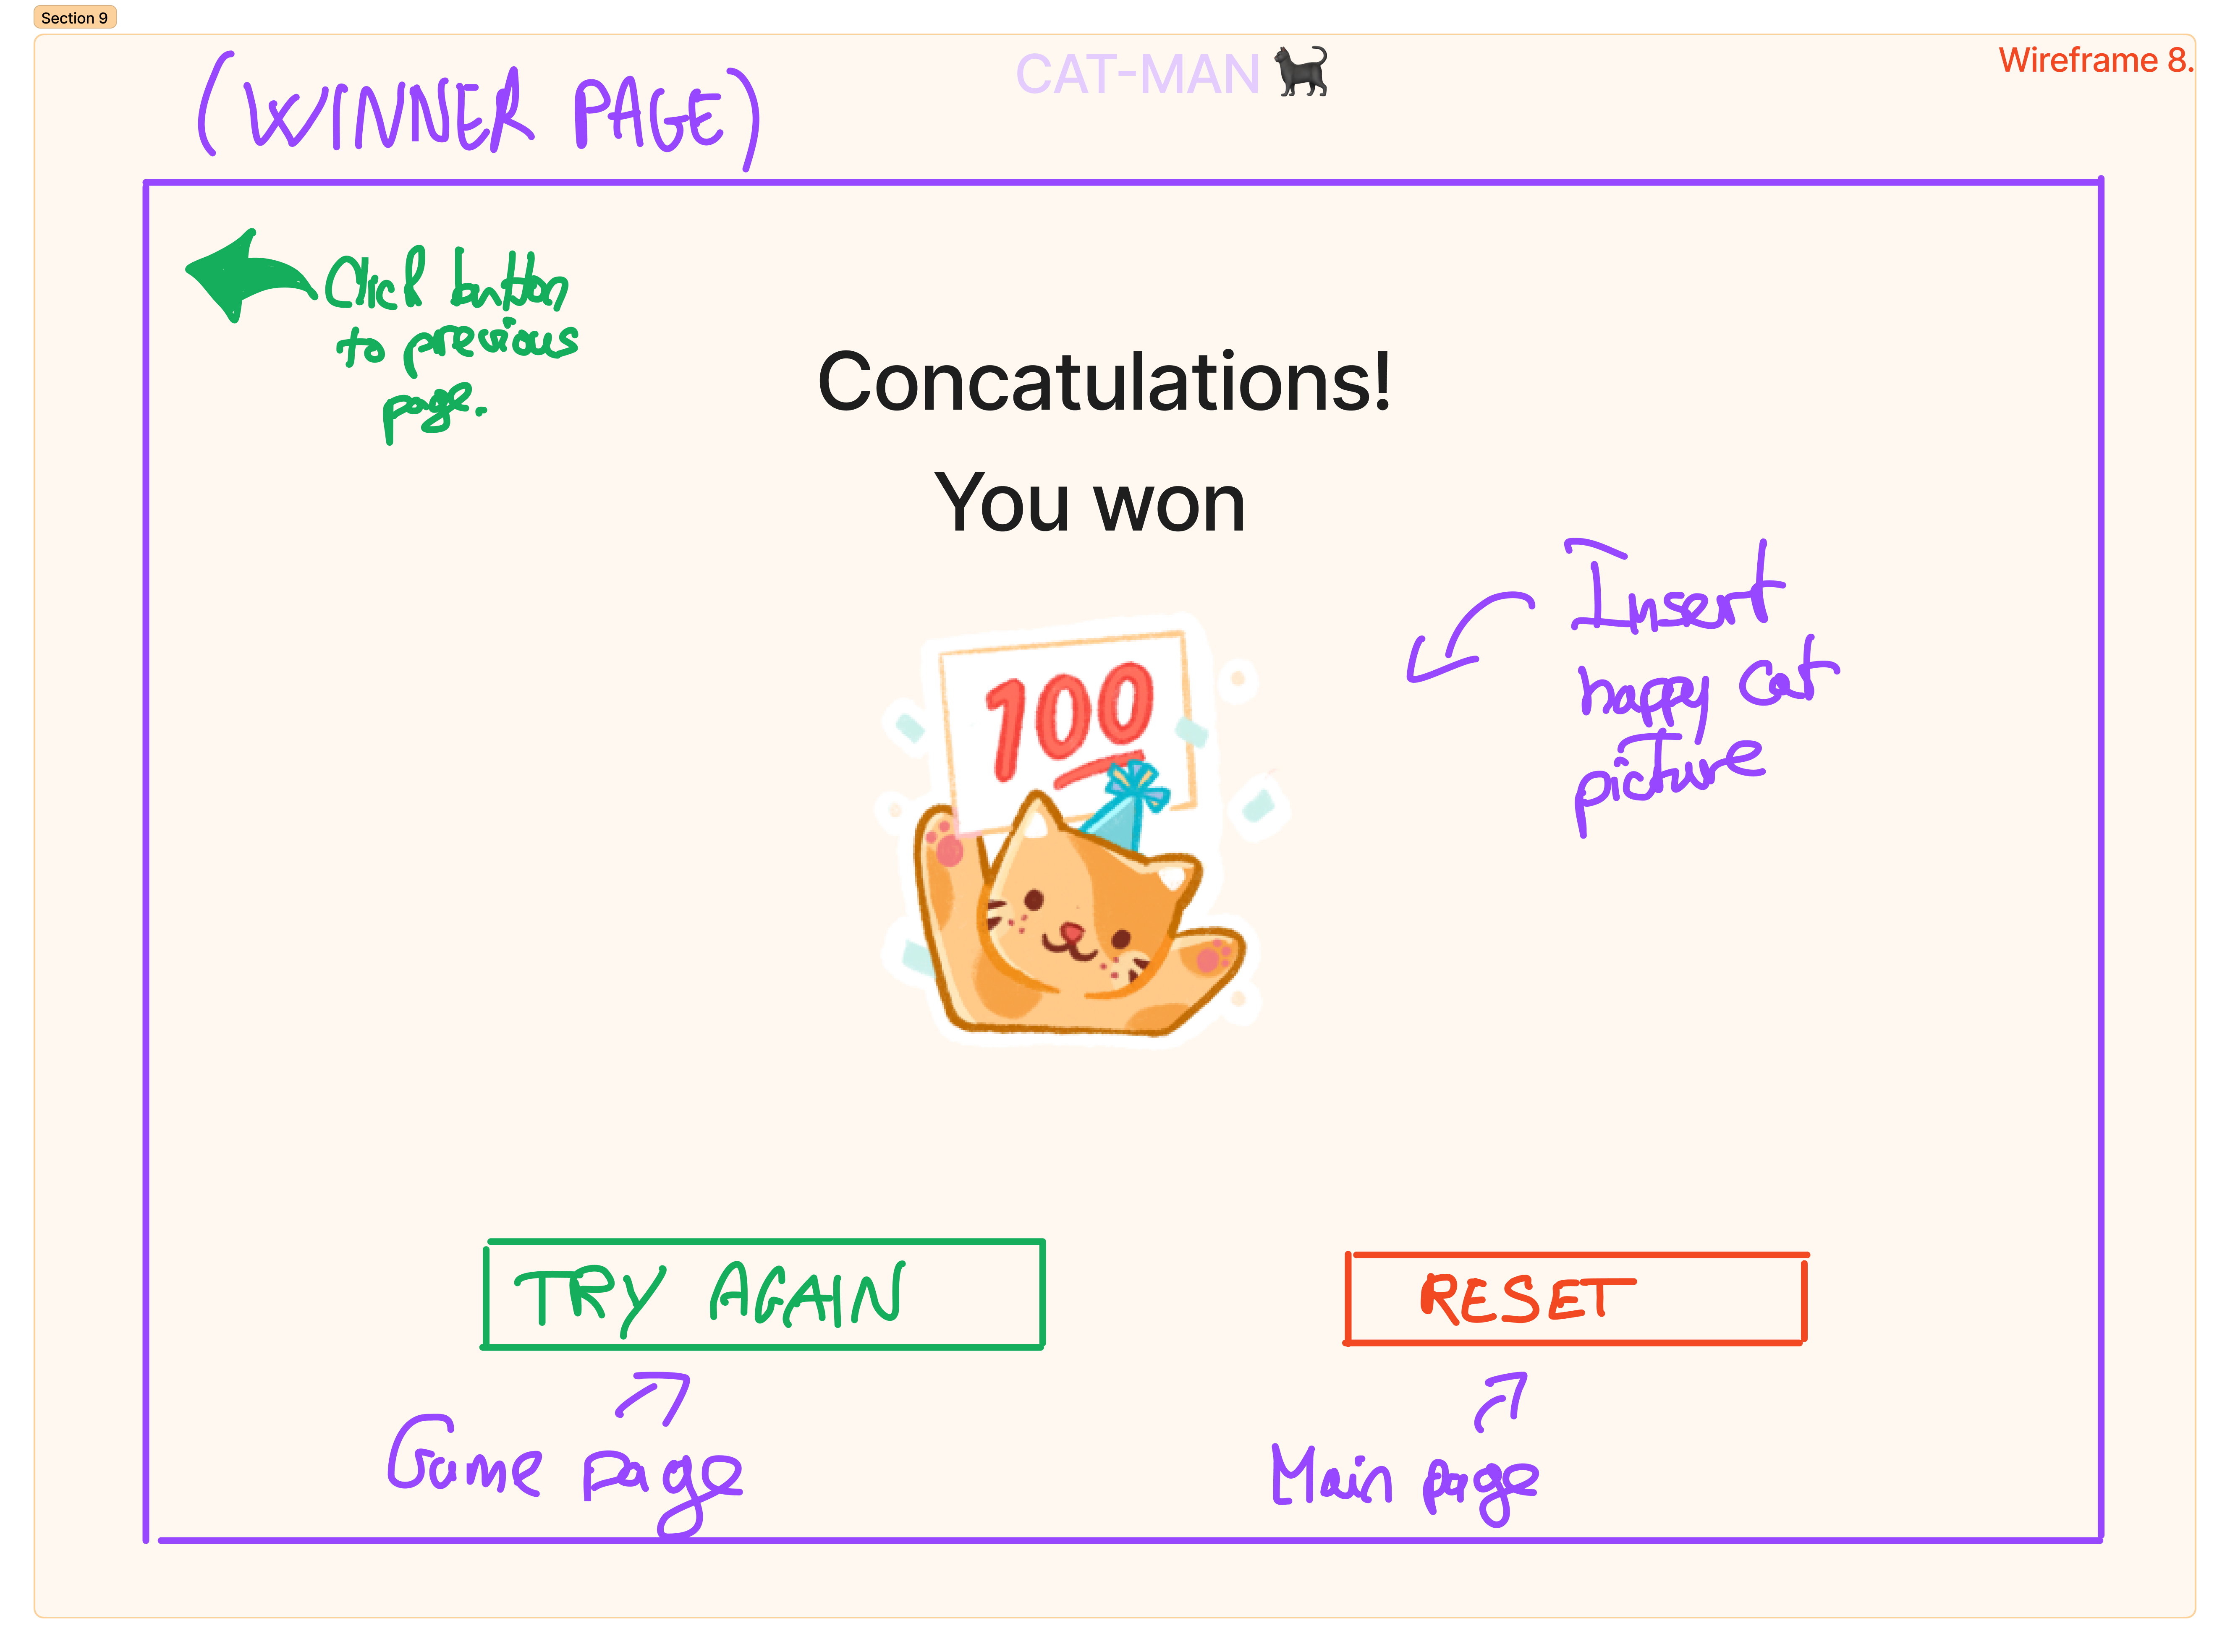 Section 9
(WINNER PAGE)
CAT-MAN
Wireframe 8.
Click button
to previous
page.
Concatulations!
You won
Insert
happy cat
picture
100
TRY AGAIN
RESET
Game page
Main page